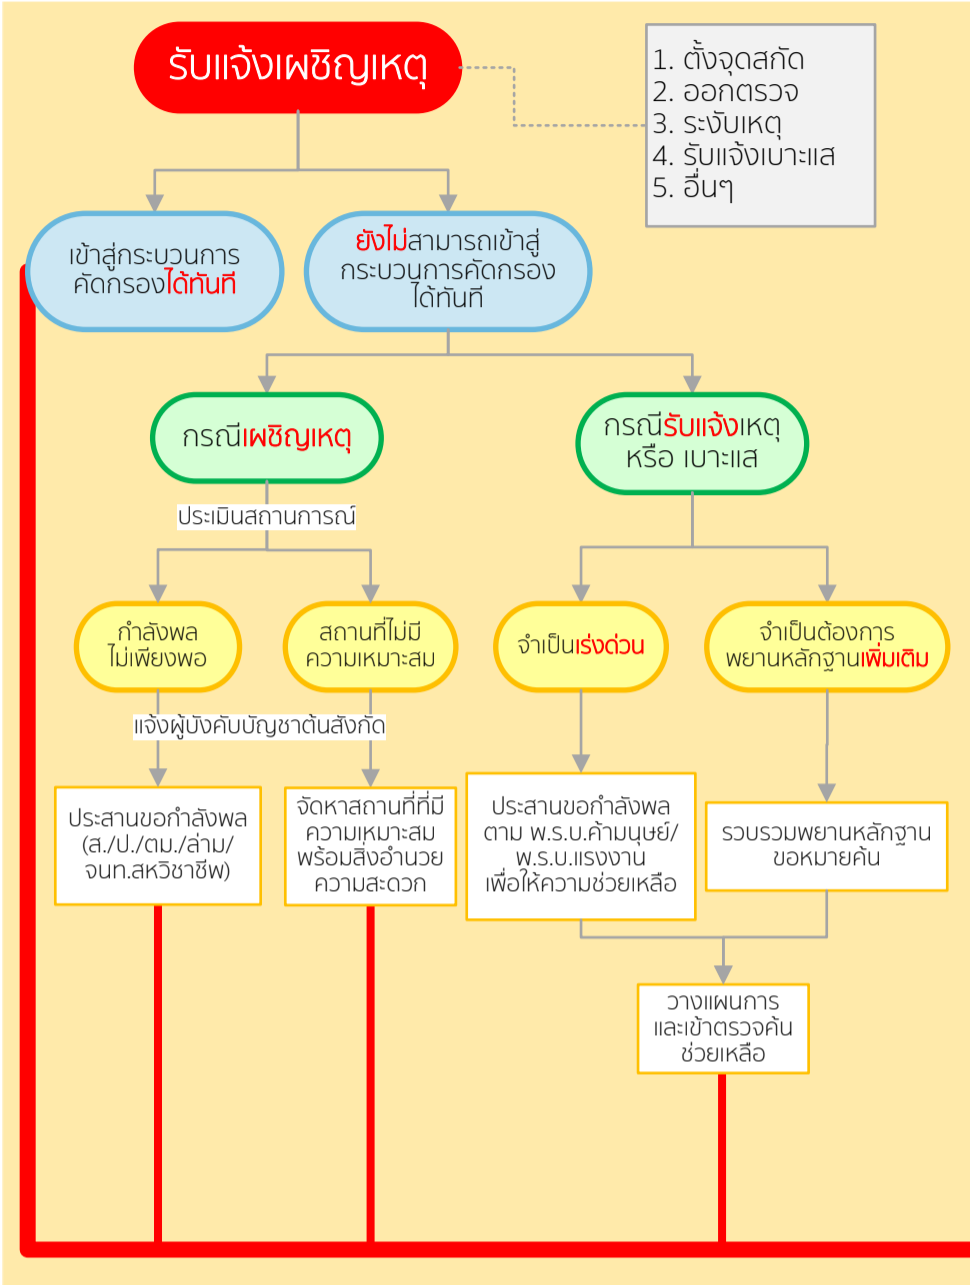 รับแจ้งเผชิญเหตุ
1. ตั้งจุดสกัด
2. ออกตรวจ
3. ระงับเหตุ
4. รับแจ้งเบาะแส
5. อื่นๆ
เข้าสู่กระบวนการ
คัดกรองได้ทันที
ยังไม่สามารถเข้าสู่
กระบวนการคัดกรอง
ได้ทันที
กรณีเผชิญเหตุ
กรณีรับแจ้งเหตุ
หรือ เบาะแส
ประเมินสถานการณ์
กำลังพล
ไม่เพียงพอ
สถานที่ไม่มี
ความเหมาะสม
จำเป็นเร่งด่วน
จำเป็นต้องการ
พยานหลักฐานเพิ่มเติม
แจ้งผู้บังคับบัญชาต้นสังกัด
ประสานขอกำลังพล
(ส./ป./ตม./ล่าม/
จนท.สหวิชาชีพ)
จัดหาสถานที่ที่มี
ความเหมาะสม
พร้อมสิ่งอำนวย
ความสะดวก
ประสานขอกำลังพล
ตาม พ.ร.บ.ค้ามนุษย์/
พ.ร.บ.แรงงาน
เพื่อให้ความช่วยเหลือ
รวบรวมพยานหลักฐาน
ขอหมายค้น
วางแผนการ
และเข้าตรวจค้น
ช่วยเหลือ